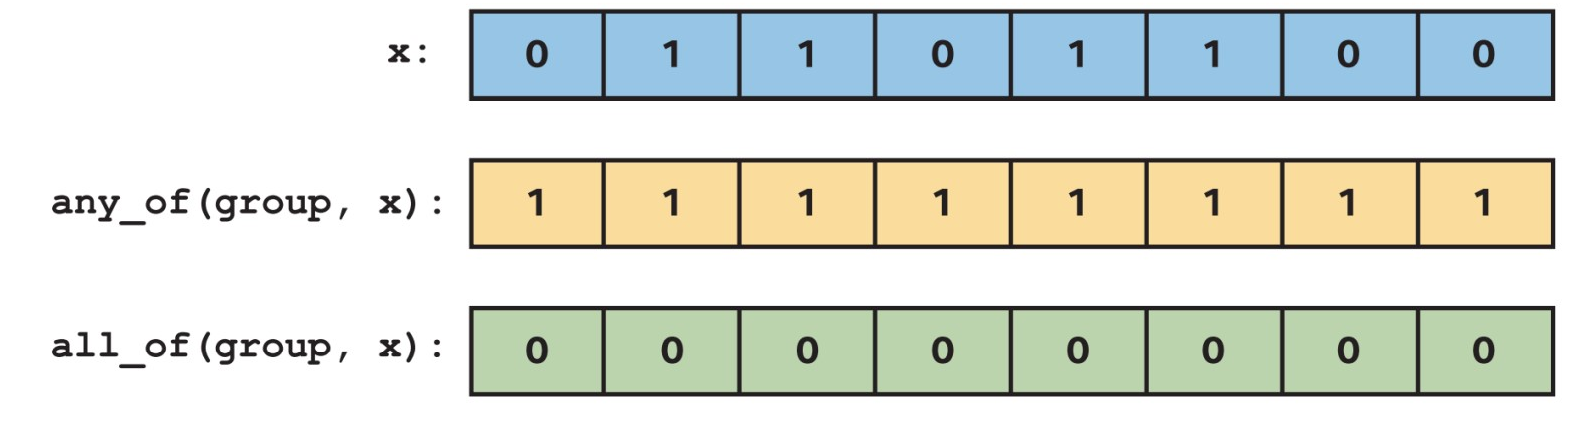 x: 0 1 1 0 1 1 0 0
any_of(group, x): 1 1 1 1 1 1 1 1
all_of(group, x): 0 0 0 0 0 0 0 0